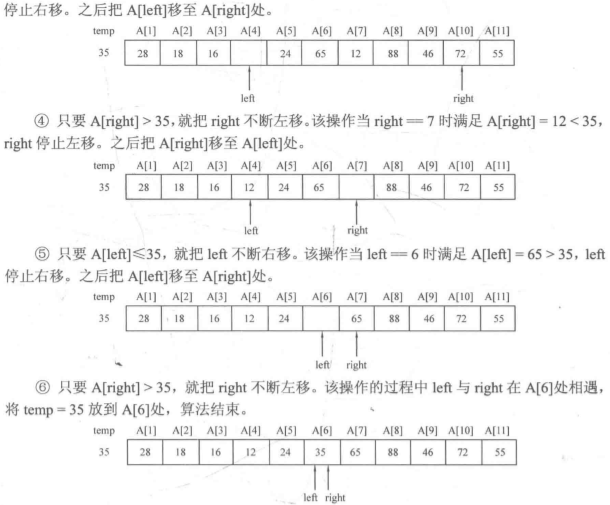 停止右移。之后把 A[left]移至 A[right]处。
temp A[1] A[2] A[3] A[4] A[5] A[6] A[7] A[8] A[9] A[10] A[11]
35 28 18 16 24 65 12 88 46 72 55
left right
④ 只要 A[right] > 35,就把 right 不断左移。该操作当 right == 7 时满足 A[right] = 12 < 35,
right 停止左移。之后把 A[right]移至 A[left]处。
temp A[1] A[2] A[3] A[4] A[5] A[6] A[7] A[8] A[9] A[10] A[11]
35 28 18 16 12 24 65 88 46 72 55
left right
⑤ 只要 A[left]≤35，就把 left 不断右移。该操作当 left == 6 时满足 A[left] = 65 > 35，left
停止右移。之后把 A[left]移至 A[right]处。
temp A[1] A[2] A[3] A[4] A[5] A[6] A[7] A[8] A[9] A[10] A[11]
35 28 18 16 12 24 65 88 46 72 55
left right
⑥ 只要 A[right] > 35，就把 right 不断左移。该操作的过程中 left 与 right 在 A[6]处相遇，
将 temp = 35 放到 A[6]处，算法结束。
temp A[1] A[2] A[3] A[4] A[5] A[6] A[7] A[8] A[9] A[10] A[11]
35 28 18 16 12 24 35 65 88 46 72 55
left right